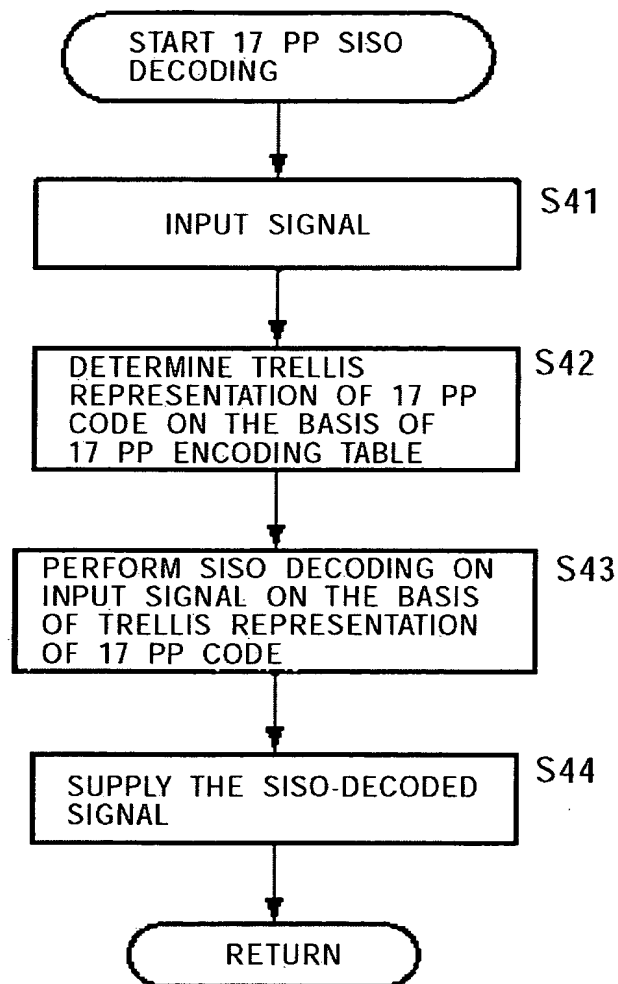 START 17 PP SISO
DECODING
INPUT SIGNAL
S41
DETERMINE TRELLIS
REPRESENTATION OF 17 PP
CODE ON THE BASIS OF
17 PP ENCODING TABLE
S42
PERFORM SISO DECODING ON
INPUT SIGNAL ON THE BASIS
OF TRELLIS REPRESENTATION
OF 17 PP CODE
S43
SUPPLY THE SISO-DECODED
SIGNAL
S44
RETURN